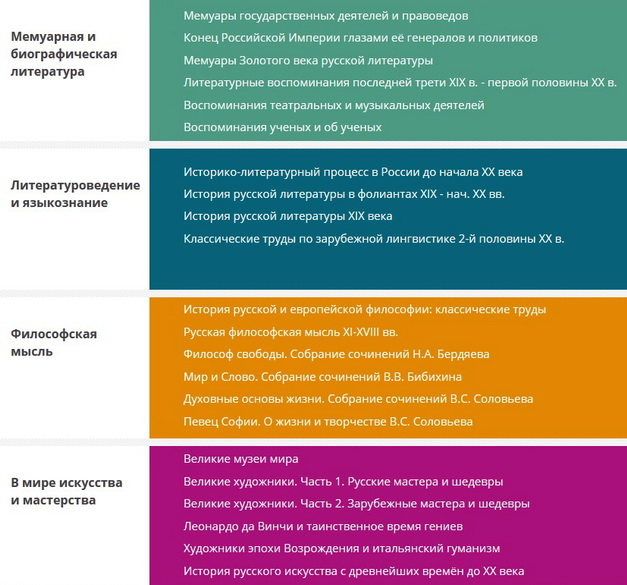 Мемуарная и
биографическая
литература
Мемуары государственных деятелей и правоведов
Конец Российской Империи глазами её генералов и политиков
Мемуары Золотого века русской литературы
Литературные воспоминания последней трети XIX в. - первой половины XX в.
Воспоминания театральных и музыкальных деятелей
Воспоминания ученых и об ученых
Литературоведение
и языкознание
Историко-литературный процесс в России до начала XX века
История русской литературы в фолиантах XIX - нач. XX вв.
История русской литературы XIX века
Классические труды по зарубежной лингвистике 2-й половины XX в.
Философская
мысль
История русской и европейской философии: классические труды
Русская философская мысль XI-XVIII вв.
Философ свободы. Собрание сочинений Н.А. Бердяева
Мир и Слово. Собрание сочинений В.В. Бибихина
Духовные основы жизни. Собрание сочинений В.С. Соловьева
Певец Софии. О жизни и творчестве В.С. Соловьева
В мире искусства
и мастерства
Великие музеи мира
Великие художники. Часть 1. Русские мастера и шедевры
Великие художники. Часть 2. Зарубежные мастера и шедевры
Леонардо да Винчи и таинственное время гениев
Художники эпохи Возрождения и итальянский гуманизм
История русского искусства с древнейших времён до XX века